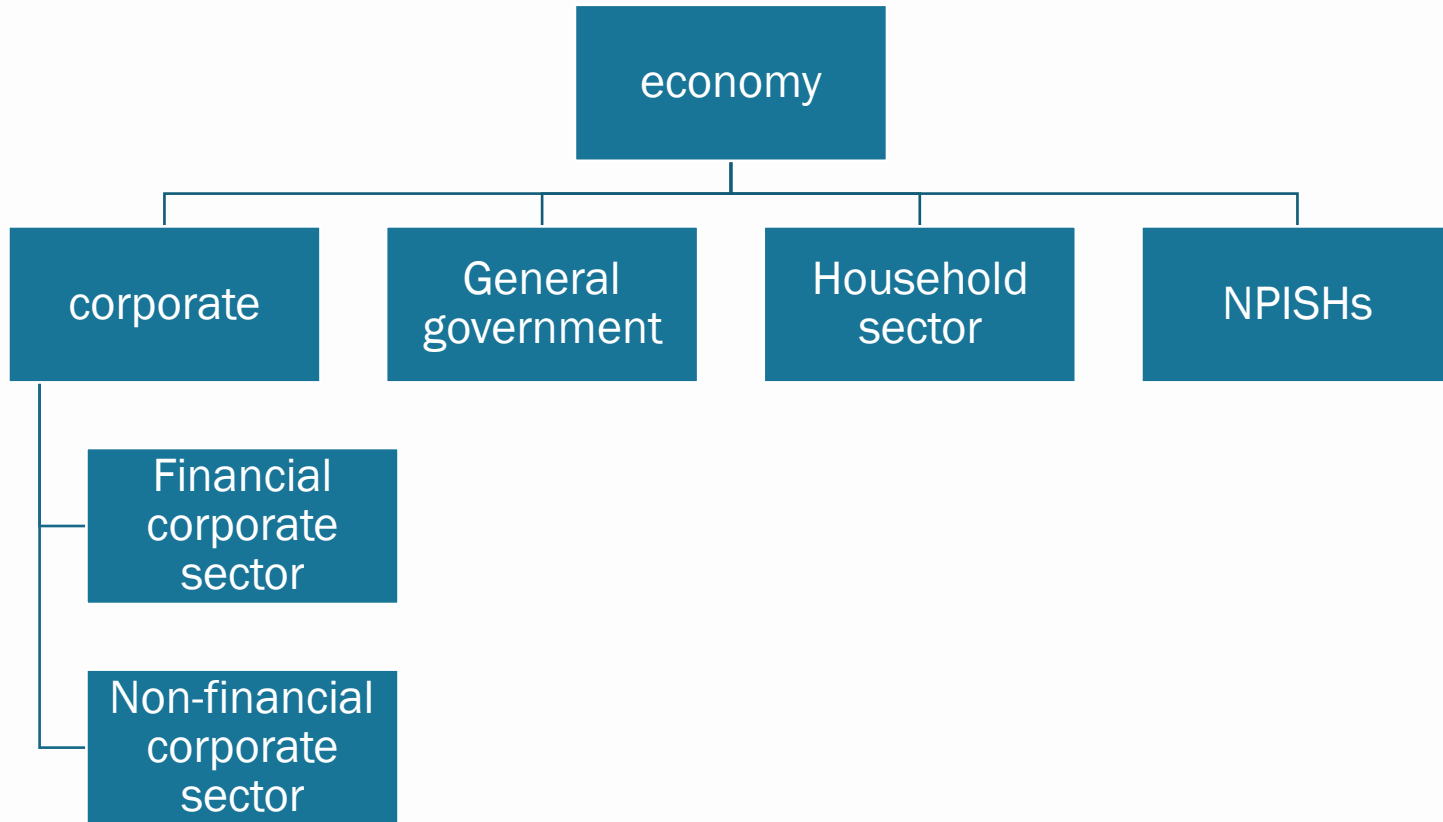 economy
corporate
General
government
Household
sector
NPISHs
Financial
corporate
sector
Non-financial
corporate
sector